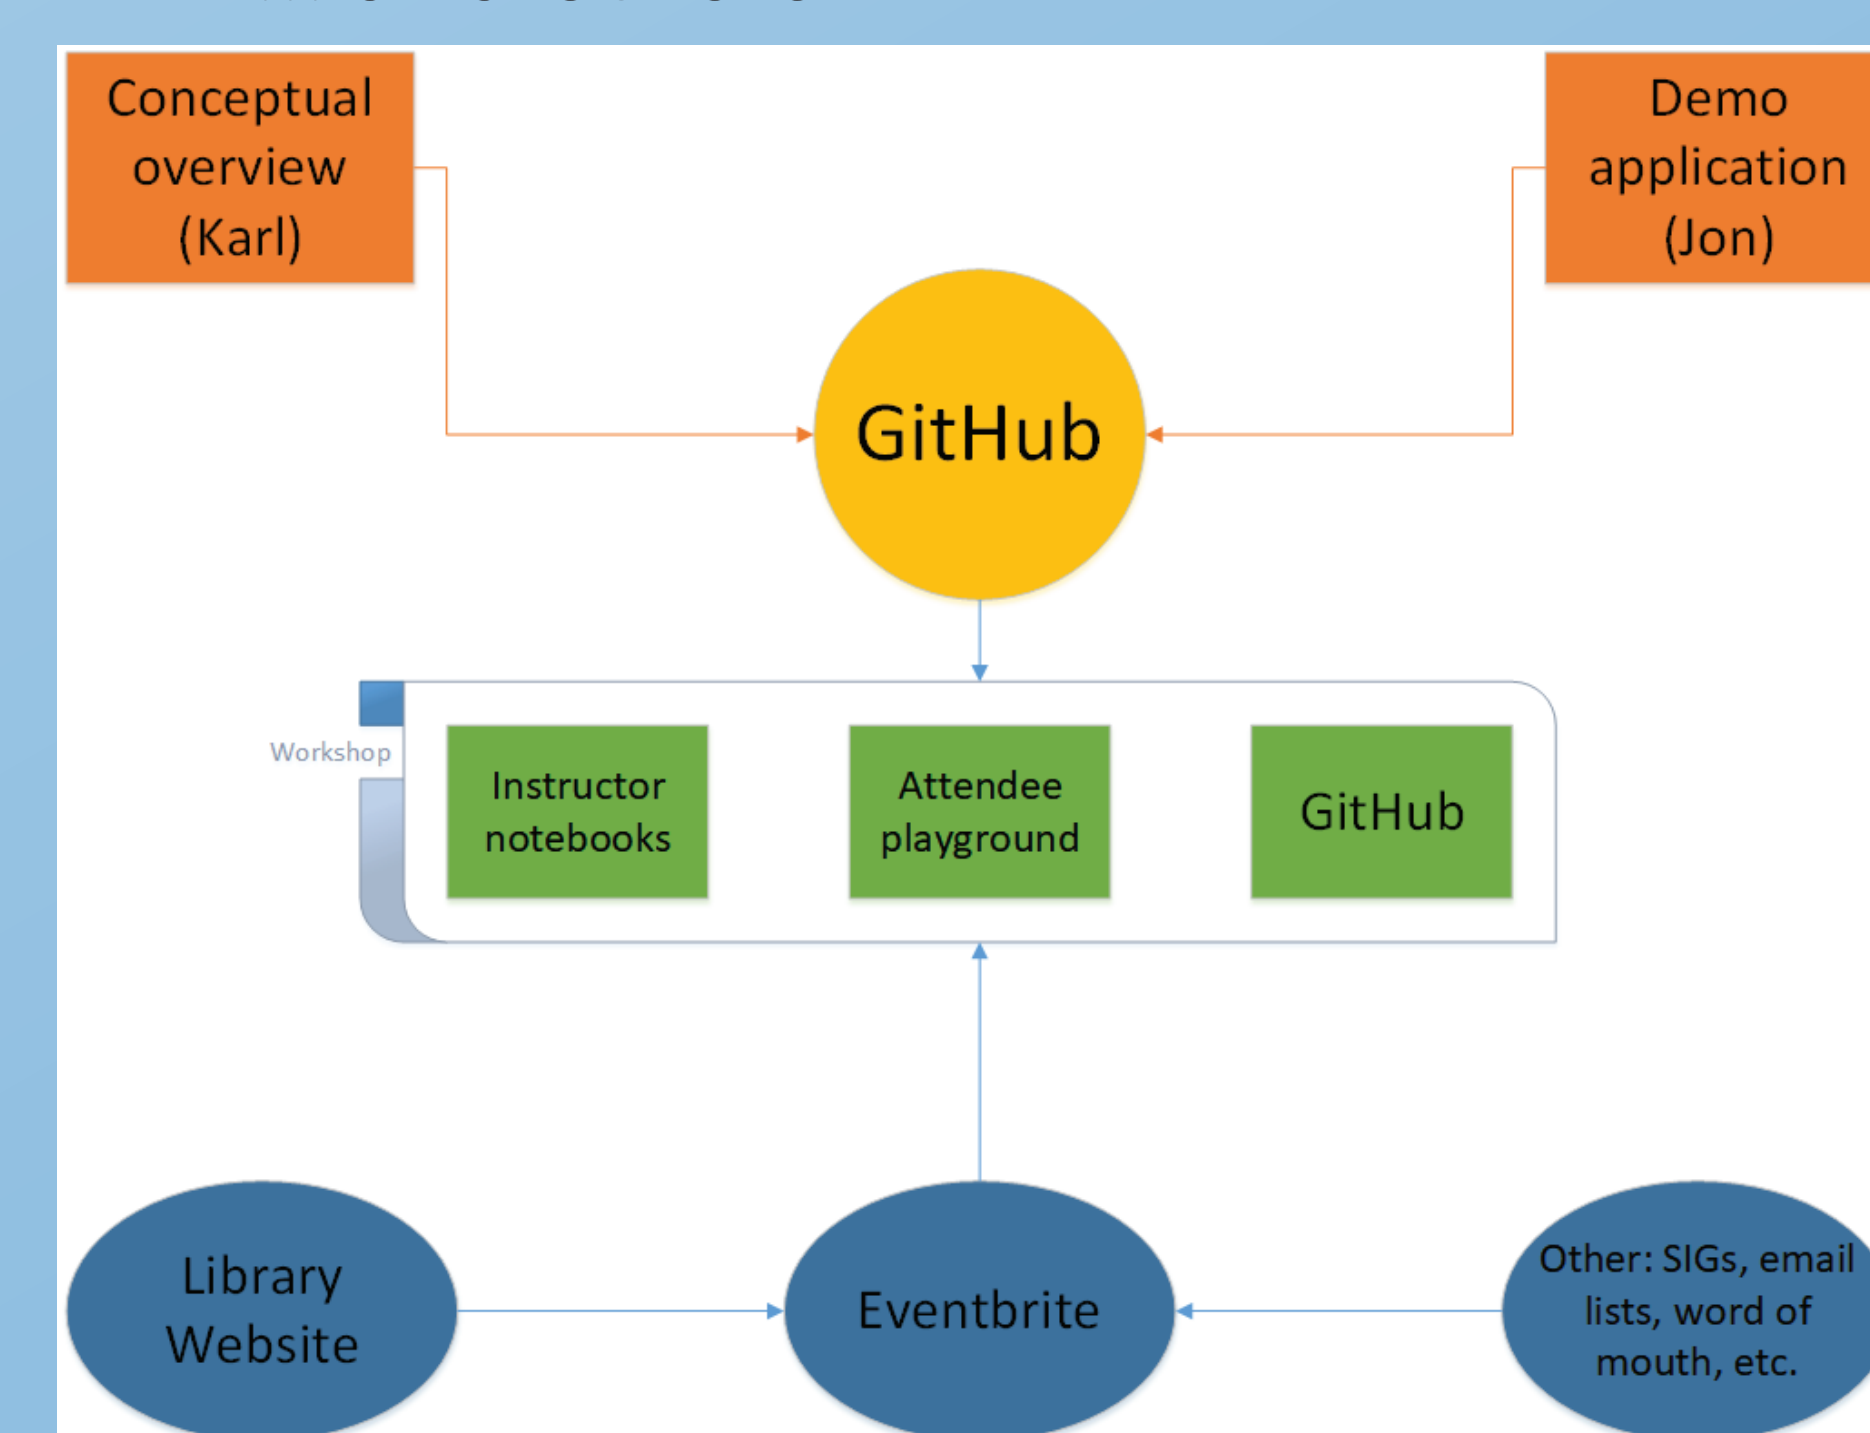 Conceptual
overview
(Karl)
Demo
application
(Jon)
GitHub
Workshop
Instructor
notebooks
Attendee
playground
GitHub
Library
Website
Eventbrite
Other: SIGs, email
lists, word of
mouth, etc.